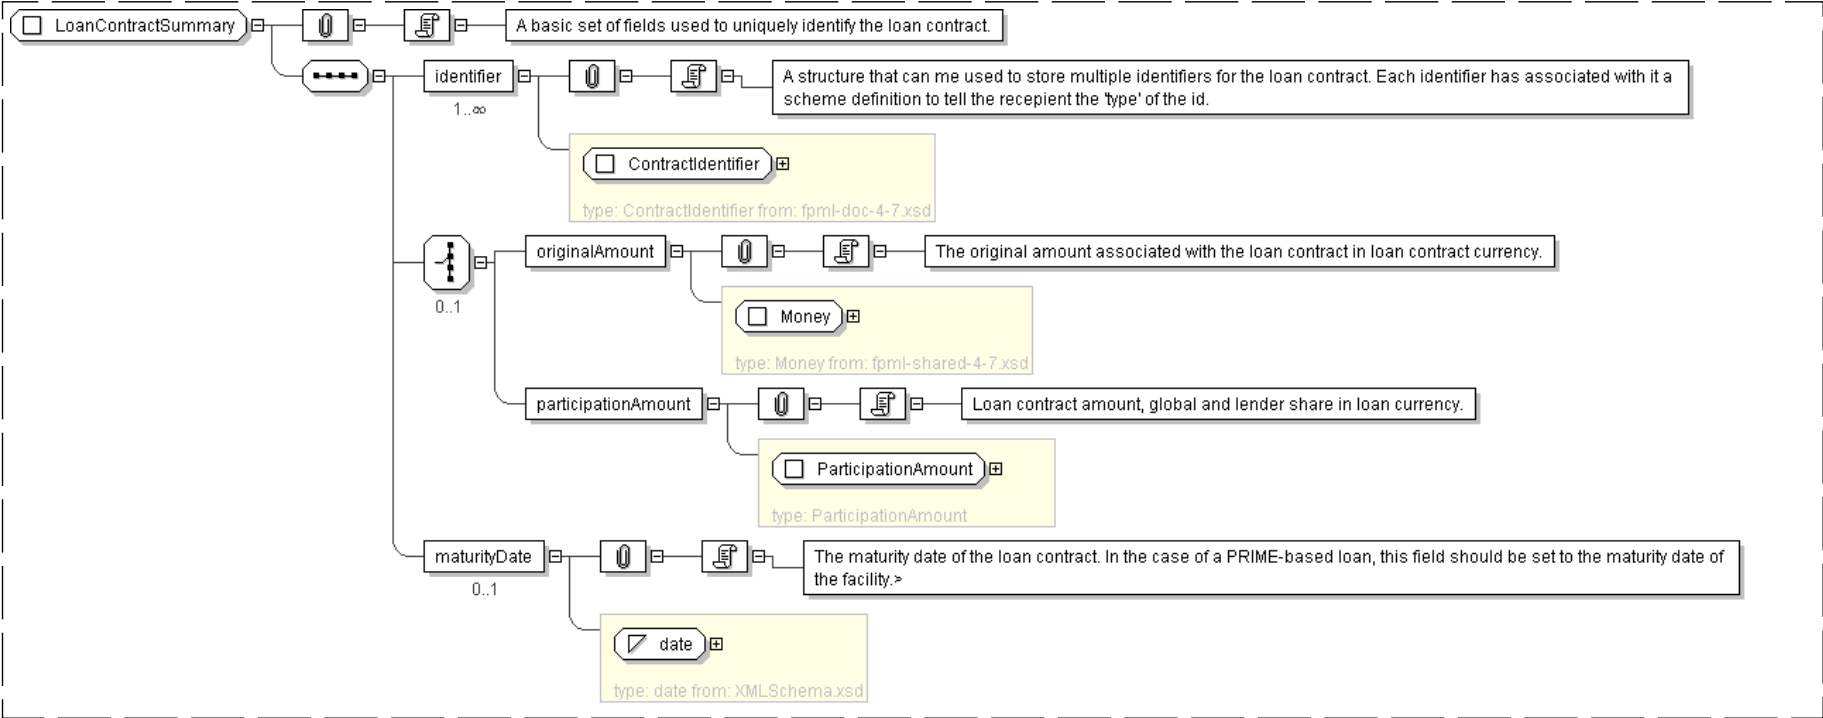 LoanContractSummary
A basic set of fields used to uniquely identify the loan contract.
identifier
1..∞
A structure that can me used to store multiple identifiers for the loan contract. Each identifier has associated with it a
scheme definition to tell the recepient the 'type' of the id.
ContractIdentifier
type: ContractIdentifier from: fpml-doc-4-7.xsd
0..1
originalAmount
The original amount associated with the loan contract in loan contract currency.
Money
type: Money from: fpml-shared-4-7.xsd
participationAmount
Loan contract amount, global and lender share in loan currency.
ParticipationAmount
type: ParticipationAmount
maturityDate
0..1
The maturity date of the loan contract. In the case of a PRIME-based loan, this field should be set to the maturity date of
the facility.>
date
type: date from: XMLSchema.xsd